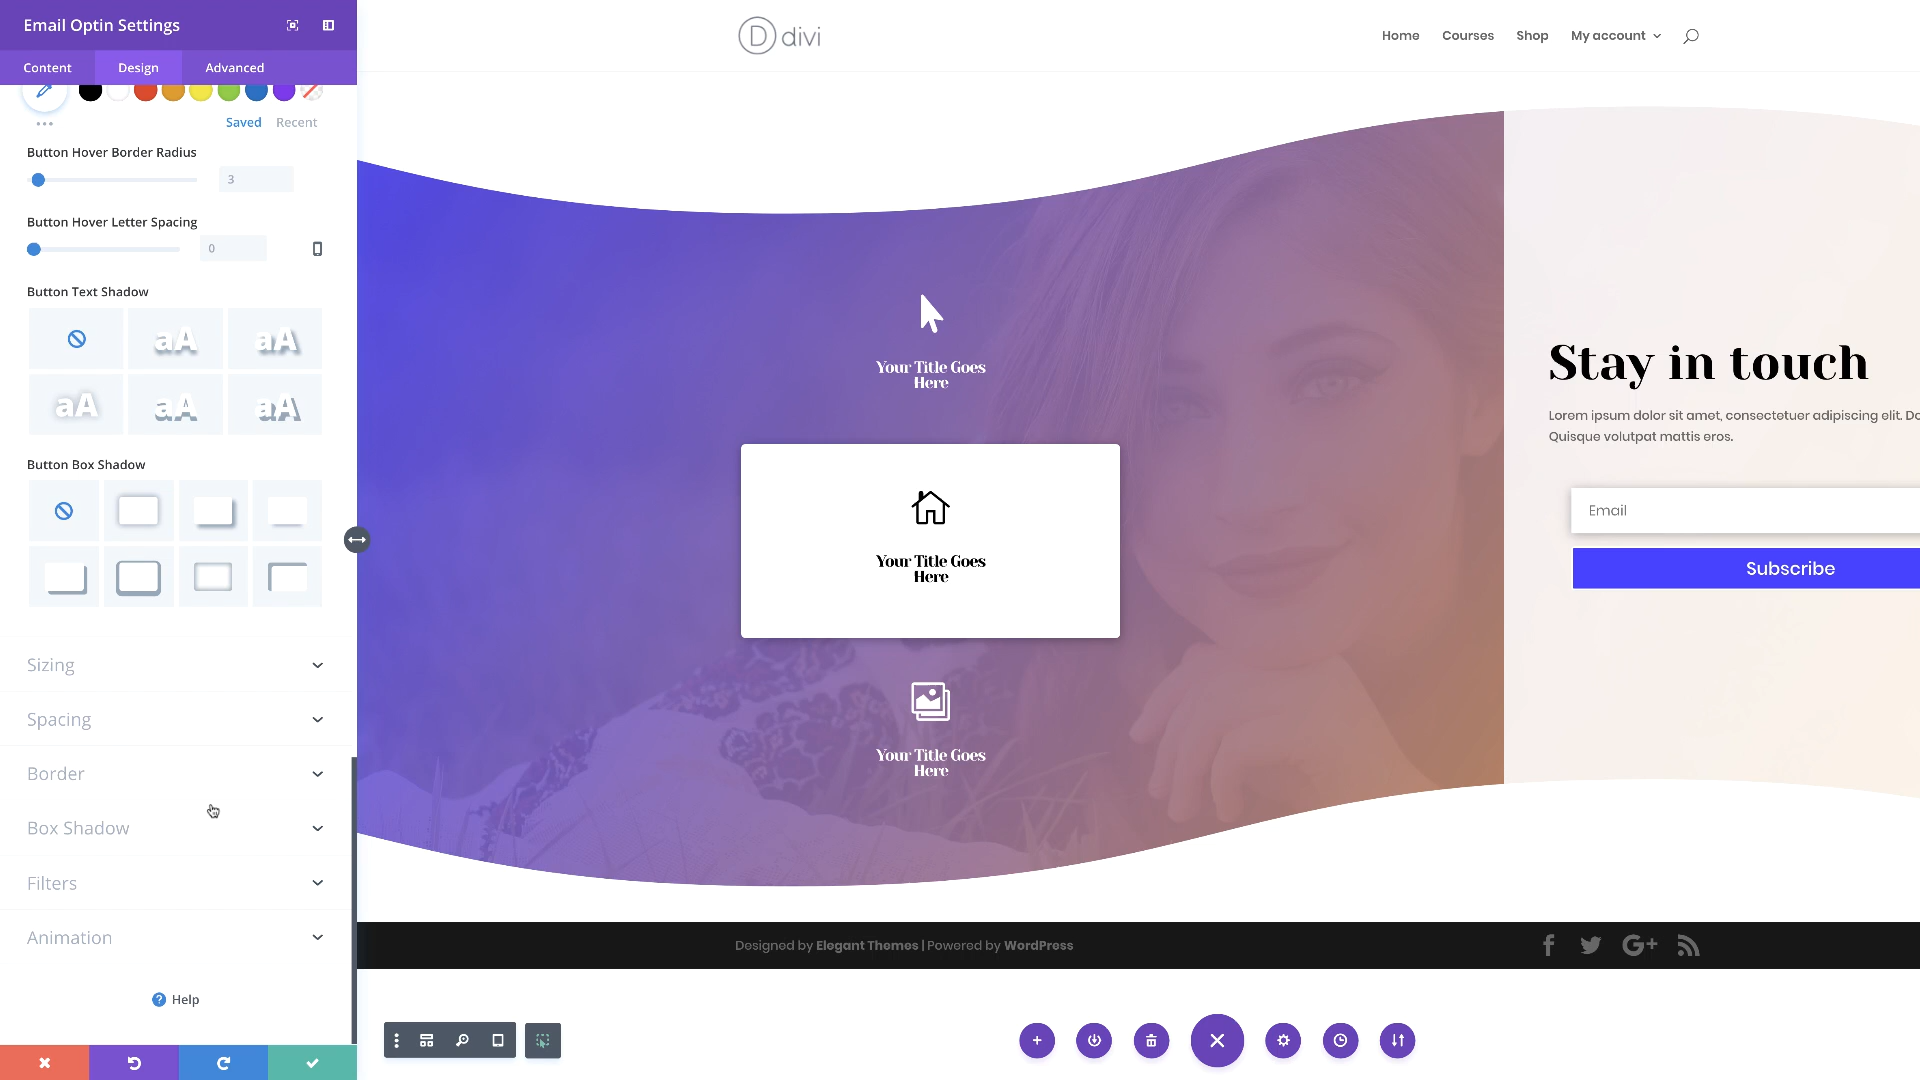 Email Optin Settings
Content
Design
Advanced
Saved
Recent
Button Hover Border Radius
3
Button Hover Letter Spacing
0
Button Text Shadow
aA
aA
aA
aA
aA
Button Box Shadow
Sizing
Spacing
Border
Box Shadow
Filters
Animation
? Help
D divi
Home
Courses
Shop
My account
Your Title Goes
Here
Your Title Goes
Here
Your Title Goes
Here
Stay in touch
Lorem ipsum dolor sit amet, consectetuer adipiscing elit. Do
Quisque volutpat mattis eros.
Email
Subscribe
Designed by Elegant Themes | Powered by WordPress
G+